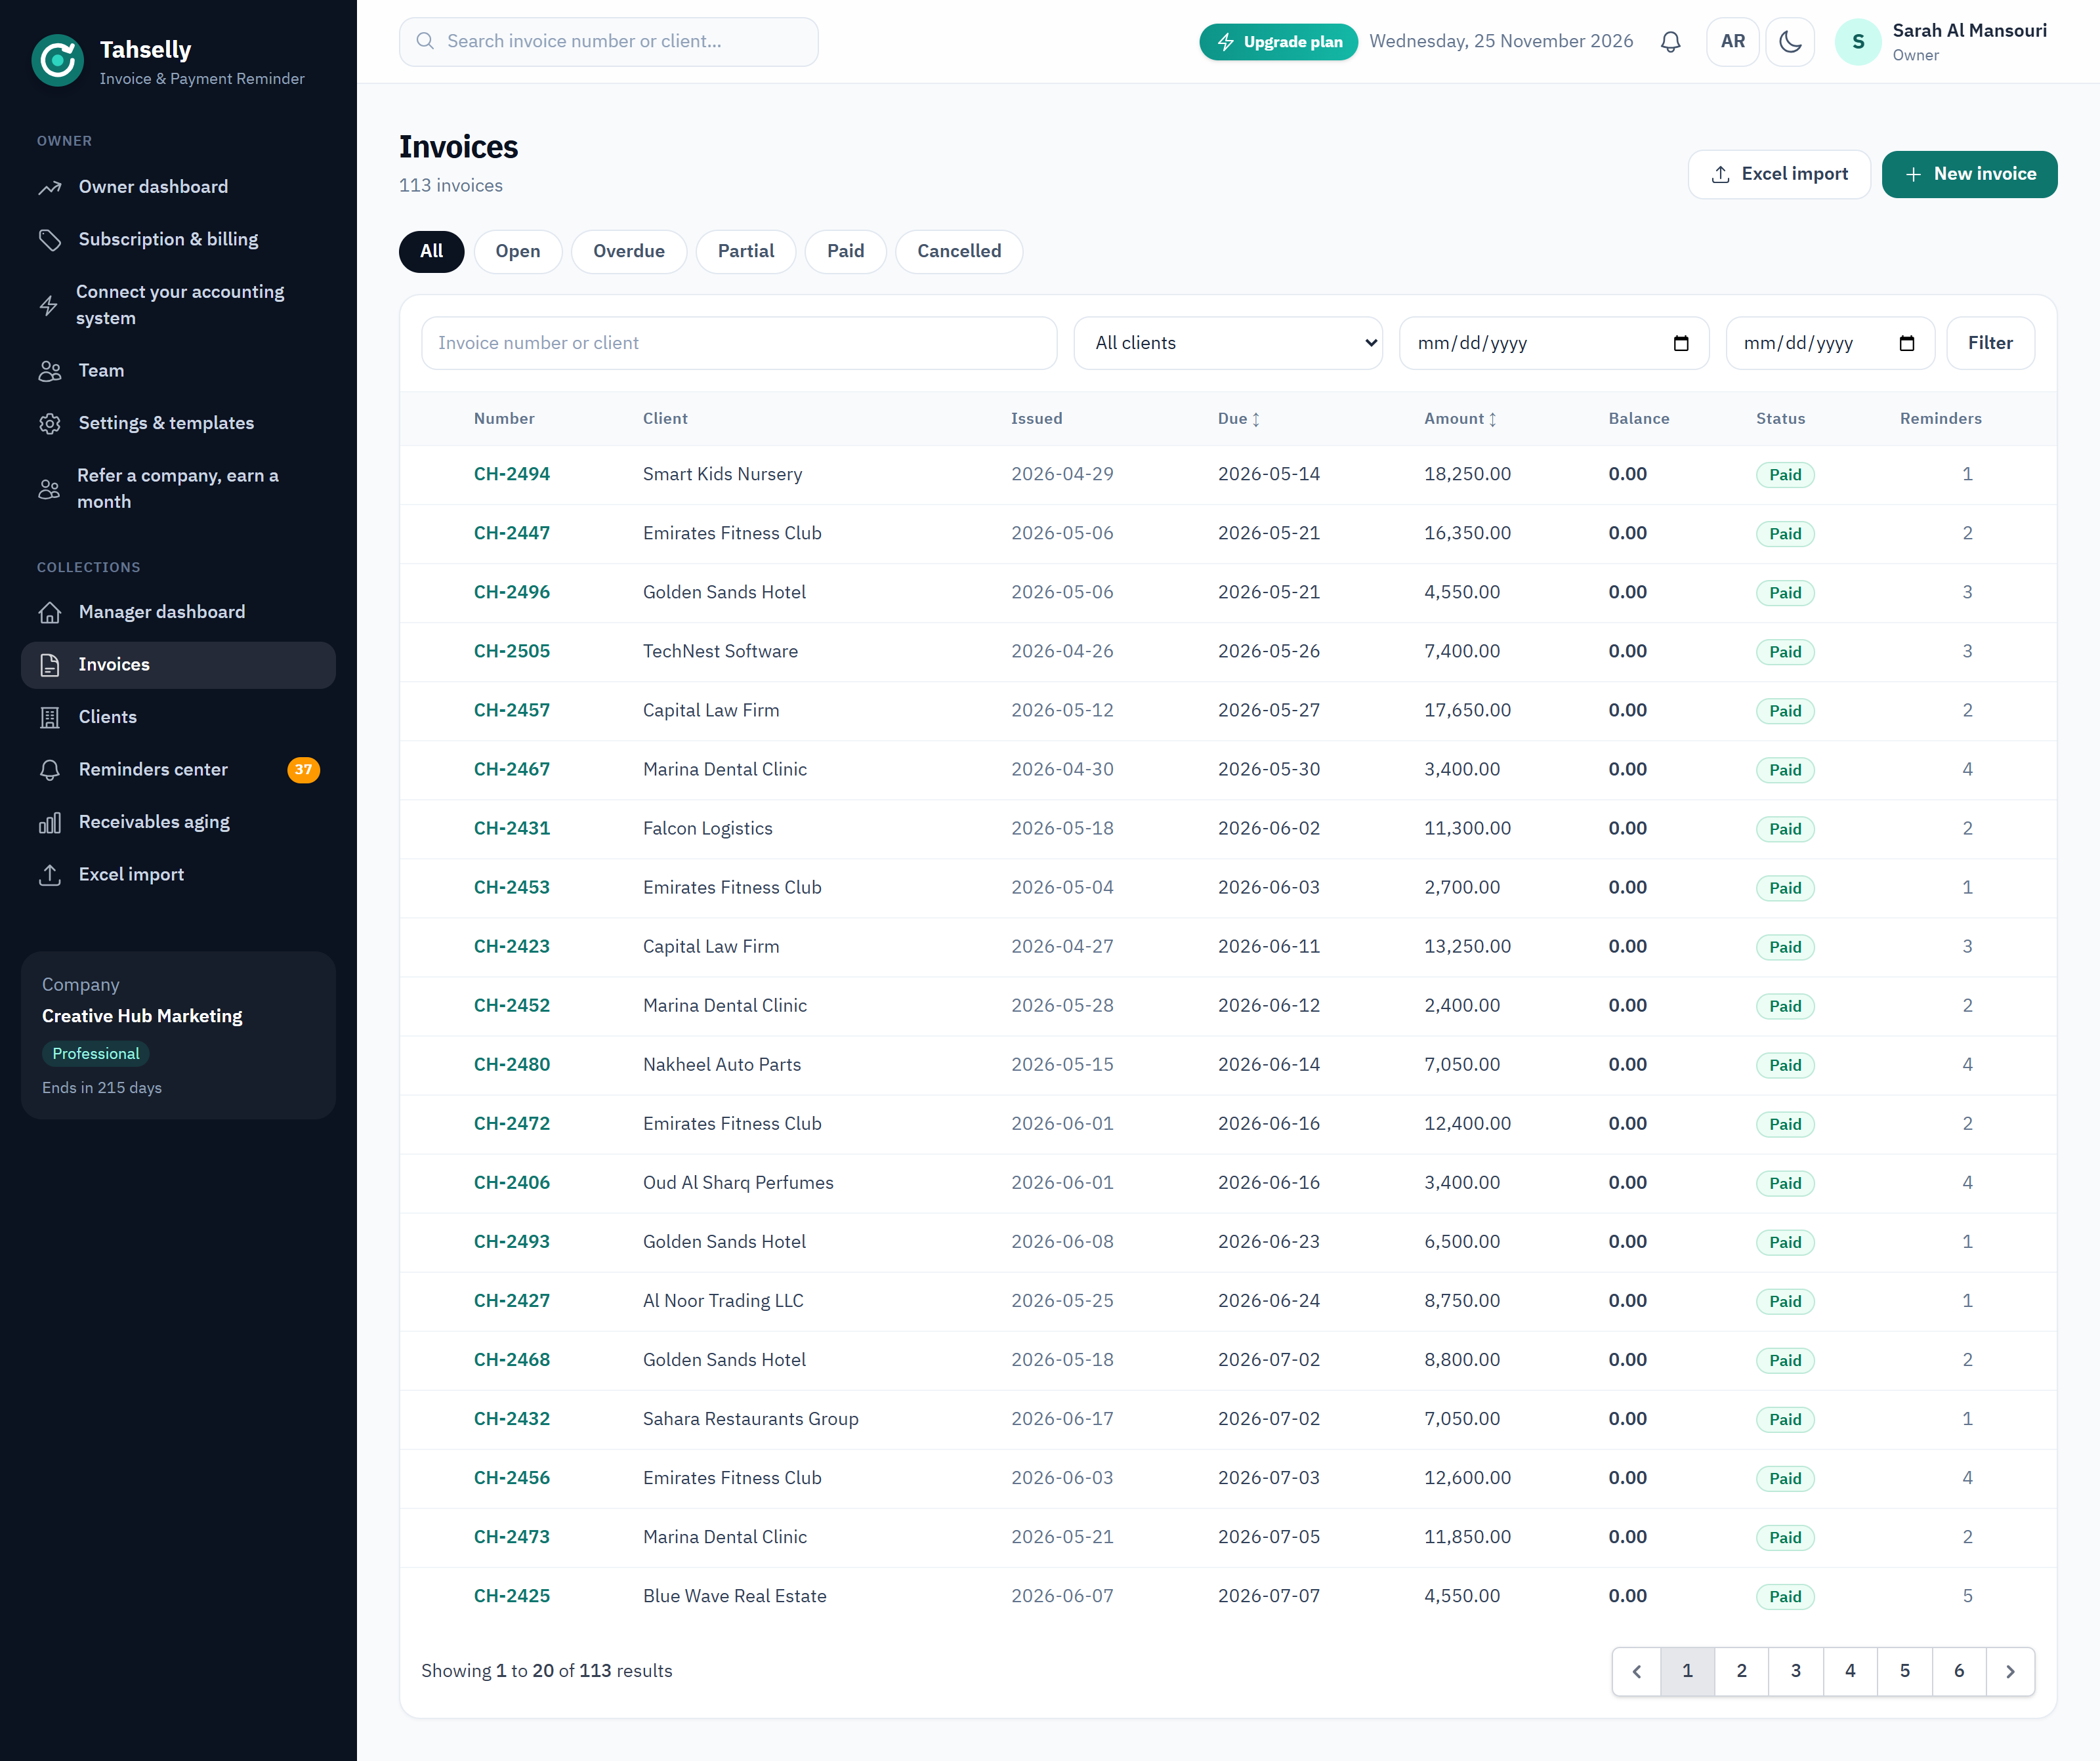 Tahselly
Invoice & Payment Reminder
OWNER
Owner dashboard
Subscription & billing
Connect your accounting
system
Team
Settings & templates
Refer a company, earn a
month
COLLECTIONS
Manager dashboard
Invoices
Clients
Reminders center 37
Receivables aging
Excel import
Company
Creative Hub Marketing
Professional
Ends in 215 days
Search invoice number or client...
Upgrade plan Wednesday, 25 November 2026 AR S Sarah Al Mansouri
Owner
Invoices
113 invoices
Excel import New invoice
All Open Overdue Partial Paid Cancelled
Invoice number or client All clients mm/dd/yyyy mm/dd/yyyy Filter
Number Client Issued Due ↕ Amount ↕ Balance Status Reminders
CH-2494 Smart Kids Nursery 2026-04-29 2026-05-14 18,250.00 0.00 Paid 1
CH-2447 Emirates Fitness Club 2026-05-06 2026-05-21 16,350.00 0.00 Paid 2
CH-2496 Golden Sands Hotel 2026-05-06 2026-05-21 4,550.00 0.00 Paid 3
CH-2505 TechNest Software 2026-04-26 2026-05-26 7,400.00 0.00 Paid 3
CH-2457 Capital Law Firm 2026-05-12 2026-05-27 17,650.00 0.00 Paid 2
CH-2467 Marina Dental Clinic 2026-04-30 2026-05-30 3,400.00 0.00 Paid 4
CH-2431 Falcon Logistics 2026-05-18 2026-06-02 11,300.00 0.00 Paid 2
CH-2453 Emirates Fitness Club 2026-05-04 2026-06-03 2,700.00 0.00 Paid 1
CH-2423 Capital Law Firm 2026-04-27 2026-06-11 13,250.00 0.00 Paid 3
CH-2452 Marina Dental Clinic 2026-05-28 2026-06-12 2,400.00 0.00 Paid 2
CH-2480 Nakheel Auto Parts 2026-05-15 2026-06-14 7,050.00 0.00 Paid 4
CH-2472 Emirates Fitness Club 2026-06-01 2026-06-16 12,400.00 0.00 Paid 2
CH-2406 Oud Al Sharq Perfumes 2026-06-01 2026-06-16 3,400.00 0.00 Paid 4
CH-2493 Golden Sands Hotel 2026-06-08 2026-06-23 6,500.00 0.00 Paid 1
CH-2427 Al Noor Trading LLC 2026-05-25 2026-06-24 8,750.00 0.00 Paid 1
CH-2468 Golden Sands Hotel 2026-05-18 2026-07-02 8,800.00 0.00 Paid 2
CH-2432 Sahara Restaurants Group 2026-06-17 2026-07-02 7,050.00 0.00 Paid 1
CH-2456 Emirates Fitness Club 2026-06-03 2026-07-03 12,600.00 0.00 Paid 4
CH-2473 Marina Dental Clinic 2026-05-21 2026-07-05 11,850.00 0.00 Paid 2
CH-2425 Blue Wave Real Estate 2026-06-07 2026-07-07 4,550.00 0.00 Paid 5
Showing 1 to 20 of 113 results
1 2 3 4 5 6